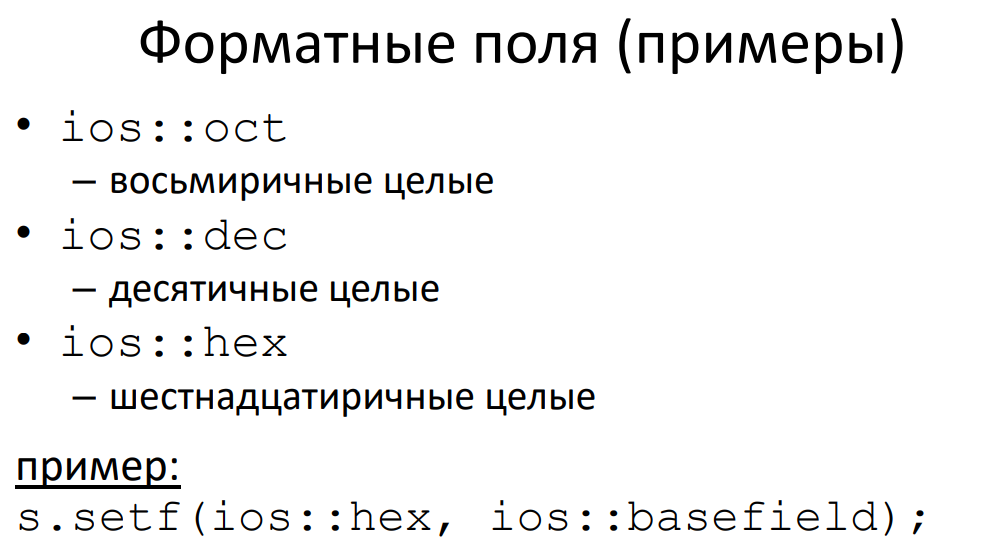 Форматные поля (примеры)
• ios::oct
– восьмиричные целые
• ios::dec
– десятичные целые
• ios::hex
– шестнадцатиричные целые
пример:
s.setf(ios::hex, ios::basefield);